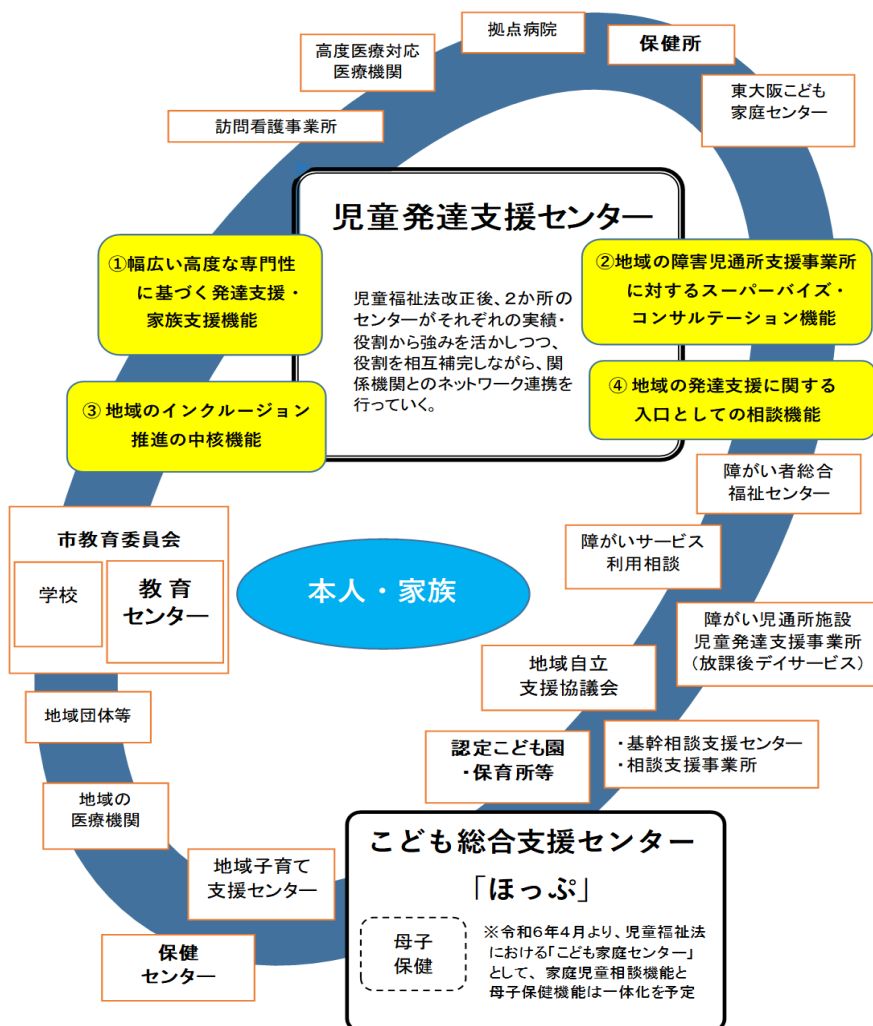 拠点病院
保健所
高度医療対応
医療機関
東大阪こども
家庭センター
訪問看護事業所
児童発達支援センター
①幅広い高度な専門性
に基づく発達支援・
家族支援機能
②地域の障害児通所支援事業所
に対するスーパーバイズ・
コンサルテーション機能
児童福祉法改正後、２か所の
センターがそれぞれの実績・
役割から強みを活かしつつ、
役割を相互補完しながら、関
係機関とのネットワーク連携を
行っていく。
③地域のインクルージョン
推進の中核機能
④ 地域の発達支援に関する
入口としての相談機能
障がい者総合
福祉センター
市教育委員会
学校
教 育
センター
本人・家族
障がいサービス
利用相談
障がい児通所施設
児童発達支援事業所
(放課後デイサービス)
地域自立
支援協議会
地域団体等
認定こども園
・保育所等
・基幹相談支援センター
・相談支援事業所
地域の
医療機関
地域子育て
支援センター
保健
センター
こども総合支援センター
「ほっぷ」
母子
保健
※令和６年４月より、児童福祉法
における「こども家庭センター」
として、家庭児童相談機能と
母子保健機能は一体化を予定